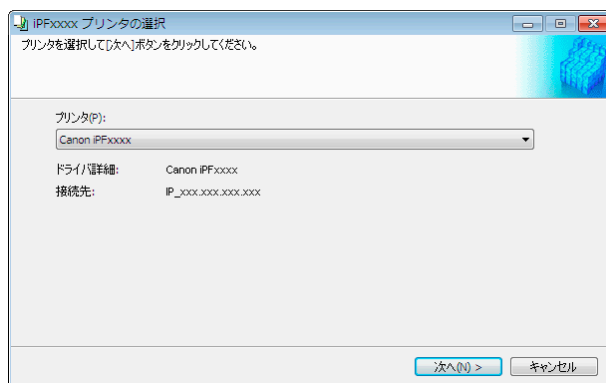 iPFxxxx プリンタの選択
プリンタを選択して[次へ]ボタンをクリックしてください。
プリンタ(P):
Canon iPFxxxx
ドライバ詳細: Canon iPFxxxx
接続先: IP_xxx.xxx.xxx.xxx
次へ(N) > キャンセル